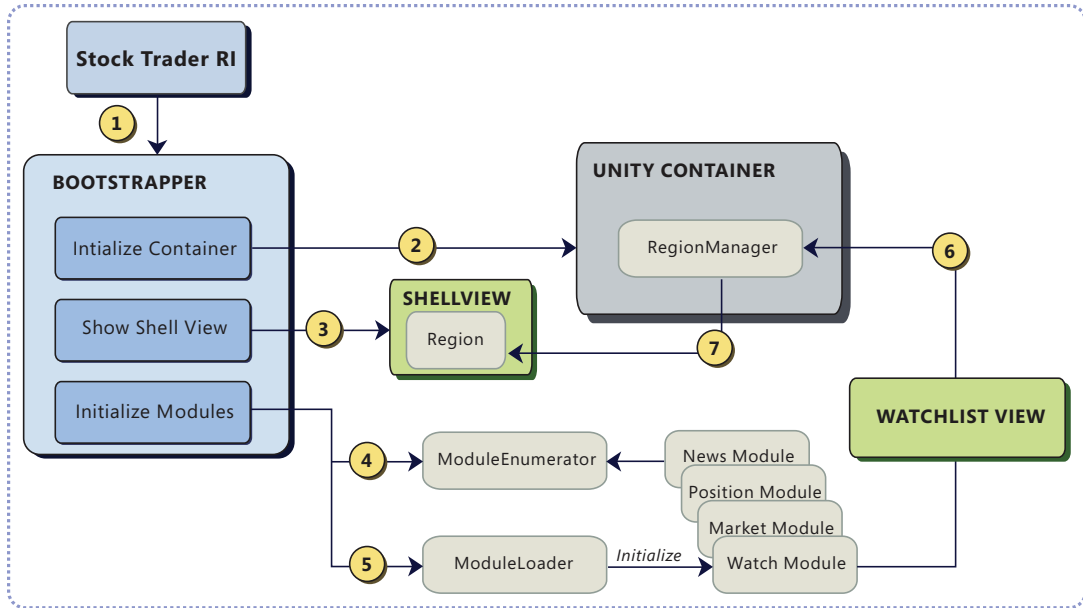 Stock Trader RI
1
BOOTSTRAPPER
Intialize Container
Show Shell View
Initialize Modules
2
UNITY CONTAINER
RegionManager
6
3
SHELLVIEW
Region
7
WATCHLIST VIEW
4
ModuleEnumerator
News Module
Position Module
Market Module
5
ModuleLoader
Initialize
Watch Module